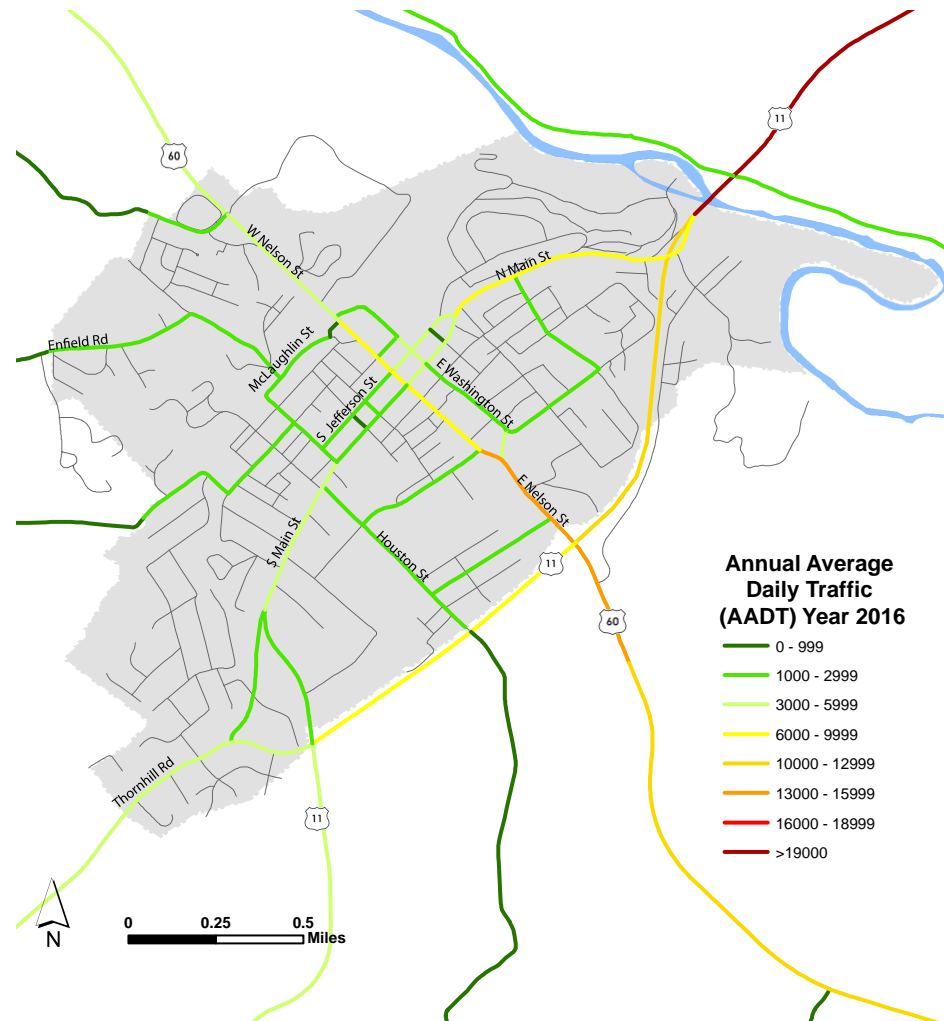 11
60
W Nelson St
N Main St
Enfield Rd
McLaughlin St
E Washington St
S Jefferson St
E Nelson St
S Main St
Houston St
11
60
Thornhill Rd
11
Annual Average
Daily Traffic
(AADT) Year 2016
0 - 999
1000 - 2999
3000 - 5999
6000 - 9999
10000 - 12999
13000 - 15999
16000 - 18999
>19000
0 0.25 0.5
Miles
N